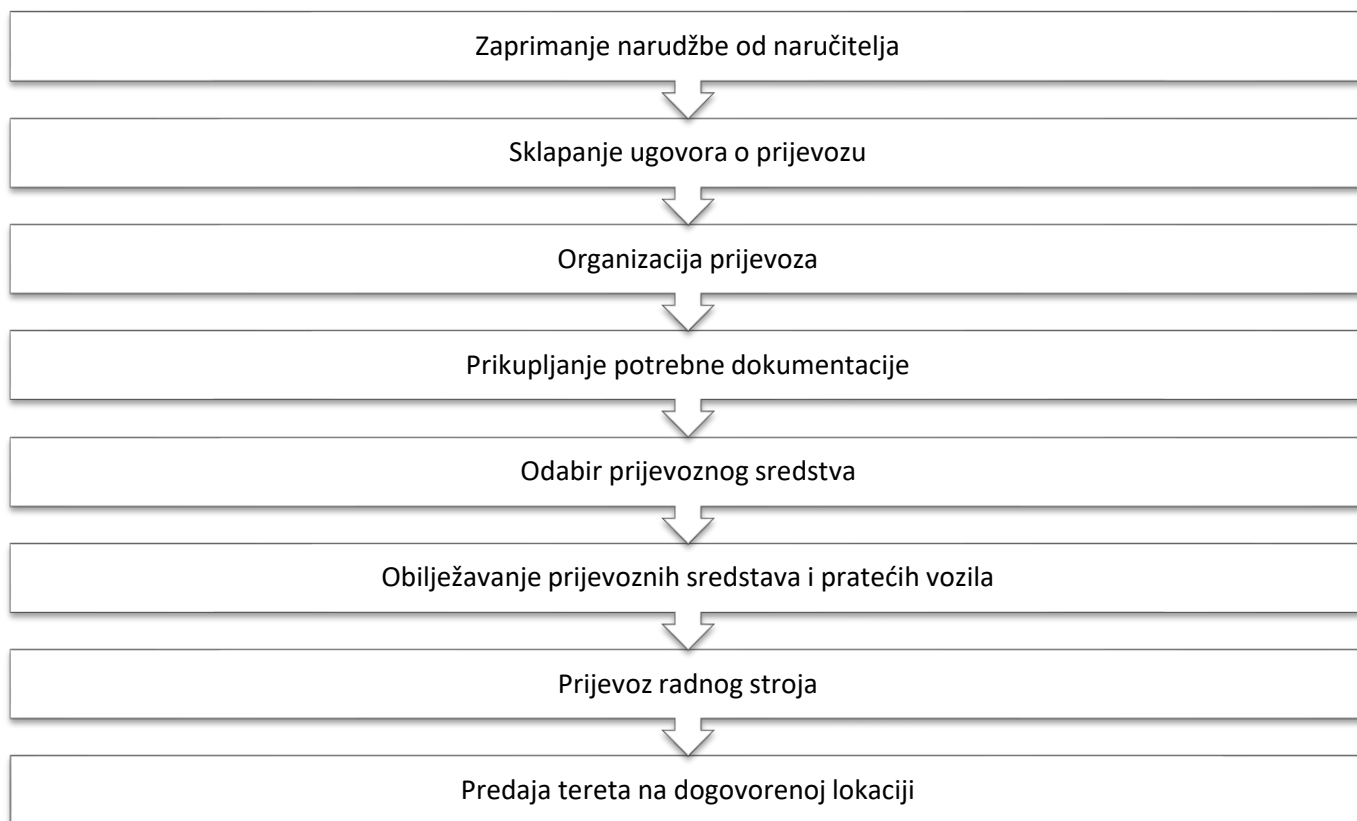 Zaprimanje narudžbe od naručitelja
Sklapanje ugovora o prijevozu
Organizacija prijevoza
Prikupljanje potrebne dokumentacije
Odabir prijevoznog sredstva
Obilježavanje prijevoznih sredstava i pratećih vozila
Prijevoz radnog stroja
Predaja tereta na dogovorenoj lokaciji